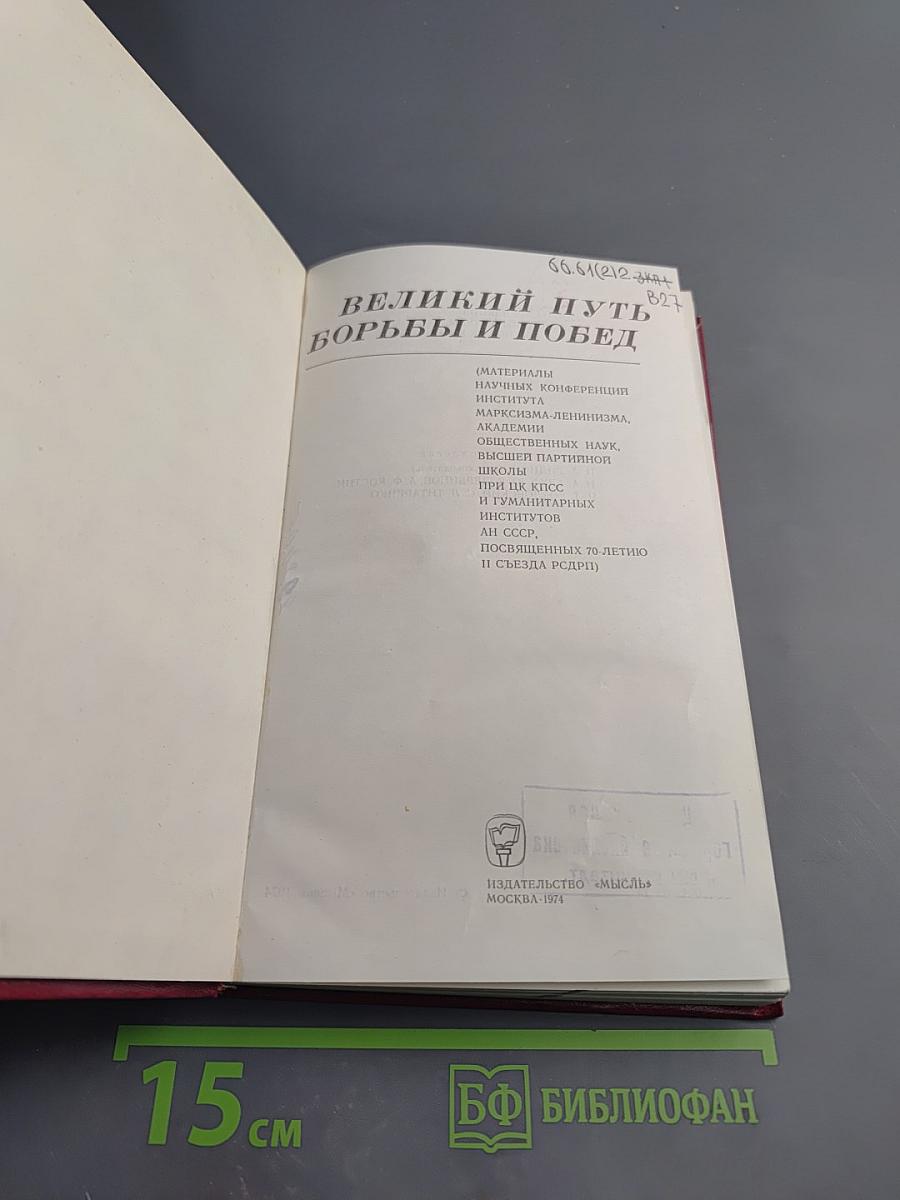 66.61(2)2 ЗКП1
В27
ВЕЛИКИЙ ПУТЬ
БОРЬБЫ И ПОБЕД
(МАТЕРИАЛЫ
НАУЧНЫХ КОНФЕРЕНЦИЙ
ИНСТИТУТА
МАРКСИЗМА-ЛЕНИНИЗМА,
АКАДЕМИИ
ОБЩЕСТВЕННЫХ НАУК,
ВЫСШЕЙ ПАРТИЙНОЙ
ШКОЛЫ
ПРИ ЦК КПСС
И ГУМАНИТАРНЫХ
ИНСТИТУТОВ
АН СССР,
ПОСВЯЩЕННЫХ 70-ЛЕТИЮ
II СЪЕЗДА РСДРП)
ИЗДАТЕЛЬСТВО «МЫСЛЬ»
МОСКВА-1974
15 СМ
БФ БИБЛИОФАН